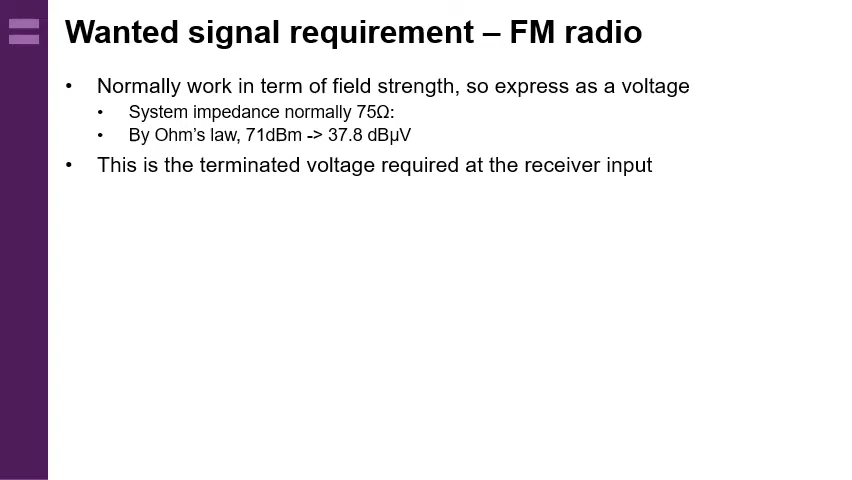 Wanted signal requirement – FM radio
• Normally work in term of field strength, so express as a voltage
• System impedance normally 75Ω:
• By Ohm's law, 71dBm -> 37.8 dBµV
• This is the terminated voltage required at the receiver input